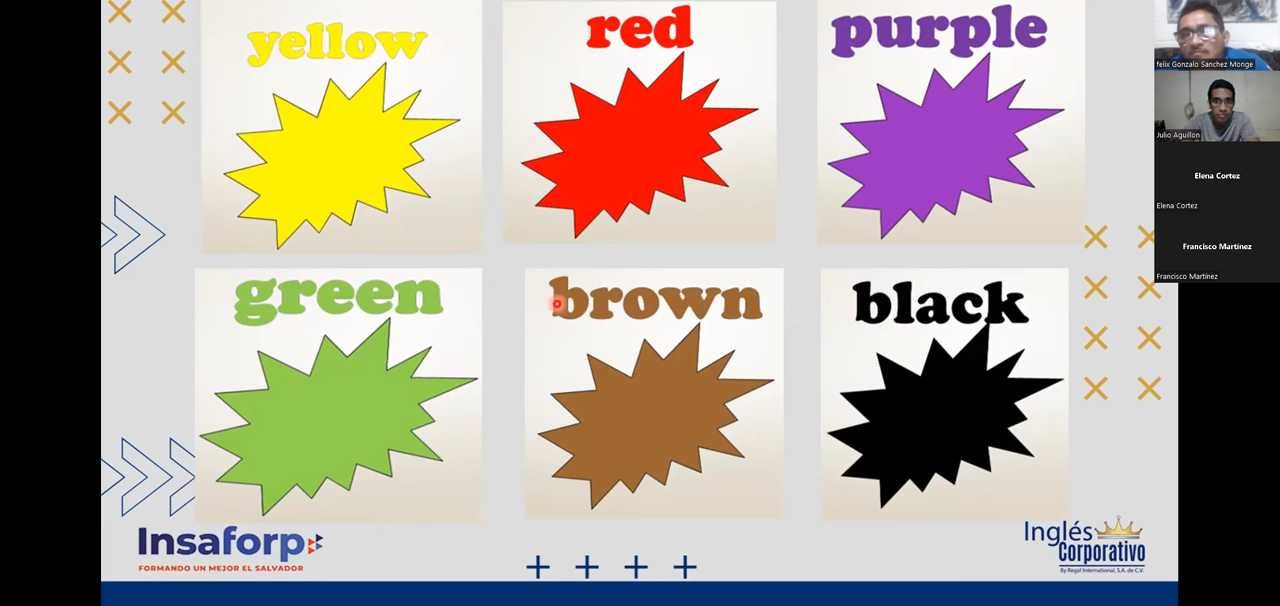 yellow
red
purple
green
brown
black
felix Gonzalo Sanchez Monge
Julio Aguillon
Elena Cortez
Elena Cortez
Francisco Martinez
Francisco Martínez
Insaforp
FORMANDO UN MEJOR EL SALVADOR
Inglés
Corporativo
By Regal International, S.A. de C.V.